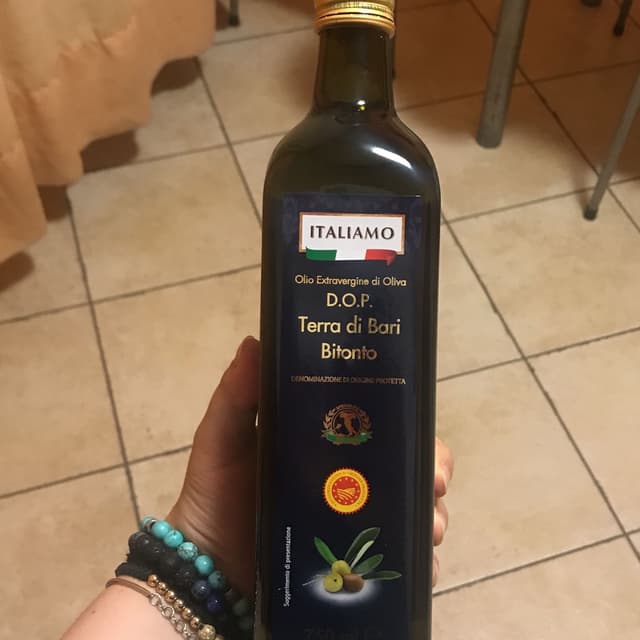 ITALIAMO
Olio Extravergine di Oliva
D.O.P.
Terra di Bari
Bitonto
DENOMINAZIONE DI ORIGINE PROTETTA
Suggerimento di presentazione